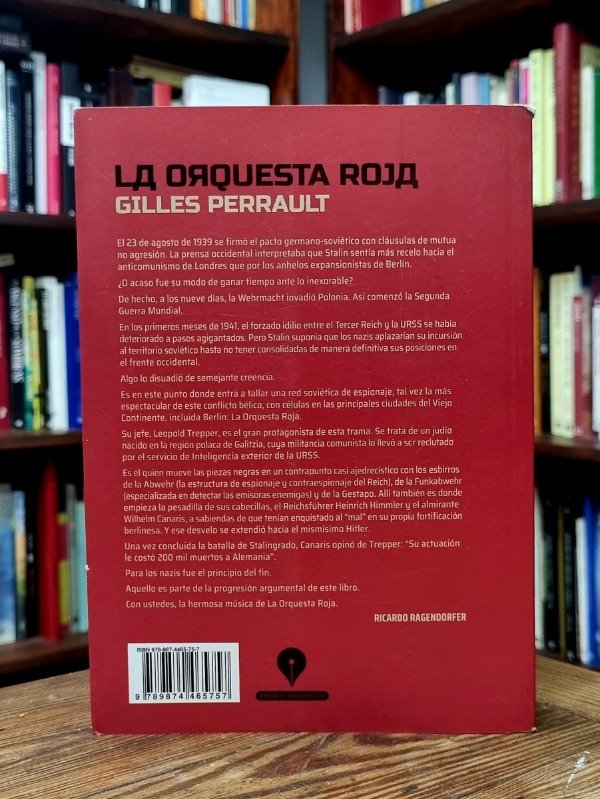 LA ORQUESTA ROJA
GILLES PERRAULT
El 23 de agosto de 1939 se firmó el pacto germano-soviético con cláusulas de mutua
no agresión. La prensa occidental interpretaba que Stalin sentía más recelo hacia el
anticomunismo de Londres que por los anhelos expansionistas de Berlín.
¿O acaso fue su modo de ganar tiempo ante lo inexorable?
De hecho, a los nueve días, la Wehrmacht invadió Polonia. Así comenzó la Segunda
Guerra Mundial.
En los primeros meses de 1941, el forzado idilio entre el Tercer Reich y la URSS se había
deteriorado a pasos agigantados. Pero Stalin suponía que los nazis aplazarían su incursión
al territorio soviético hasta no tener consolidadas de manera definitiva sus posiciones en
el frente occidental.
Algo lo disuadió de semejante creencia.
Es en este punto donde entra a tallar una red soviética de espionaje, tal vez la más
espectacular de este conflicto bélico, con células en las principales ciudades del Viejo
Continente, incluida Berlín: La Orquesta Roja.
Su jefe, Leopold Trepper, es el gran protagonista de esta trama. Se trata de un judío
nacido en la región polaca de Galitzia, cuya militancia comunista lo llevó a ser reclutado
por el servicio de Inteligencia exterior de la URSS.
Es él quien mueve las piezas negras en un contrapunto casi ajedrecístico con los esbirros
de la Abwehr (la estructura de espionaje y contraespionaje del Reich), de la Funkabwehr
(especializada en detectar las emisoras enemigas) y de la Gestapo. Allí también es donde
empieza la pesadilla de sus cabecillas, el Reichsführer Heinrich Himmler y el almirante
Wilhelm Canaris, a sabiendas de que tenían enquistado al "mal" en su propia fortificación
berlinesa. Y ese desvelo se extendió hacia el mismísimo Hitler.
Una vez concluida la batalla de Stalingrado, Canaris opinó de Trepper: "Su actuación
le costó 200 mil muertos a Alemania".
Para los nazis fue el principio del fin.
Aquello es parte de la progresión argumental de este libro.
Con ustedes, la hermosa música de La Orquesta Roja.
RICARDO RAGENDORFER
ISBN 978-987-4465-75-7
9 789874 465757